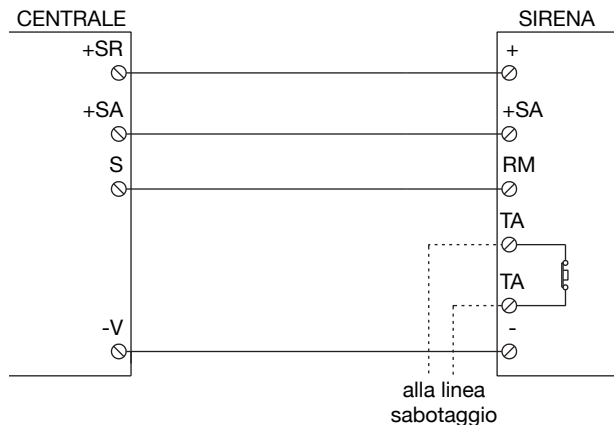 CENTRALE SIRENA
+SR +
+SA +SA
S RM
TA
TA
-V -
alla linea
sabotaggio